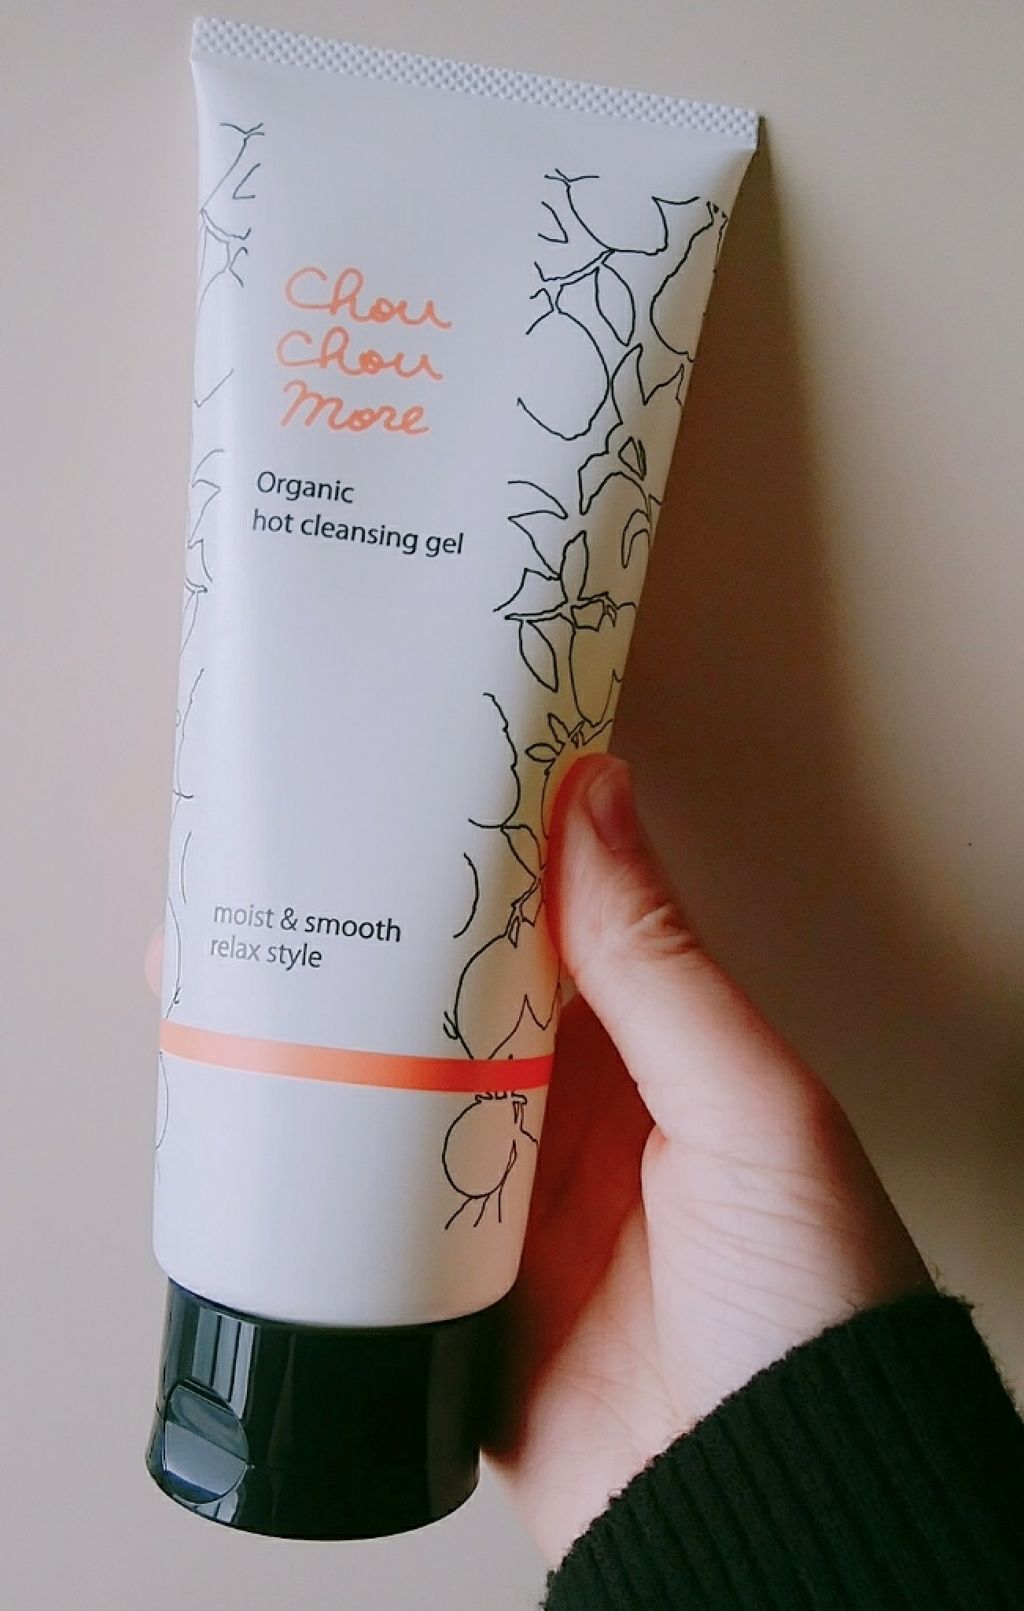 Chou
Chou
More
Organic
hot cleansing gel
moist & smooth
relax style